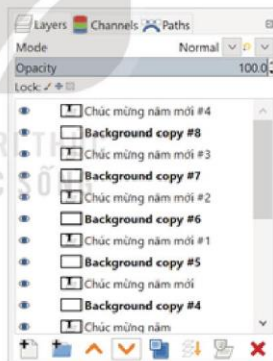 Layers Channels Paths
Mode Normal
Opacity 100.0
Lock:
Chúc mừng năm mới #4
Background copy #8
Chúc mừng năm mới #3
Background copy #7
Chúc mừng năm mới #2
Background copy #6
Chúc mừng năm mới #1
Background copy #5
Chúc mừng năm mới
Background copy #4
Chúc mừng năm